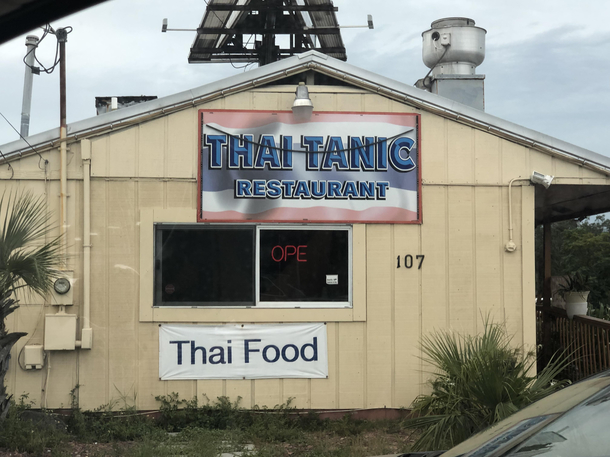 THAI TANIC
RESTAURANT
OPE
107
Thai Food